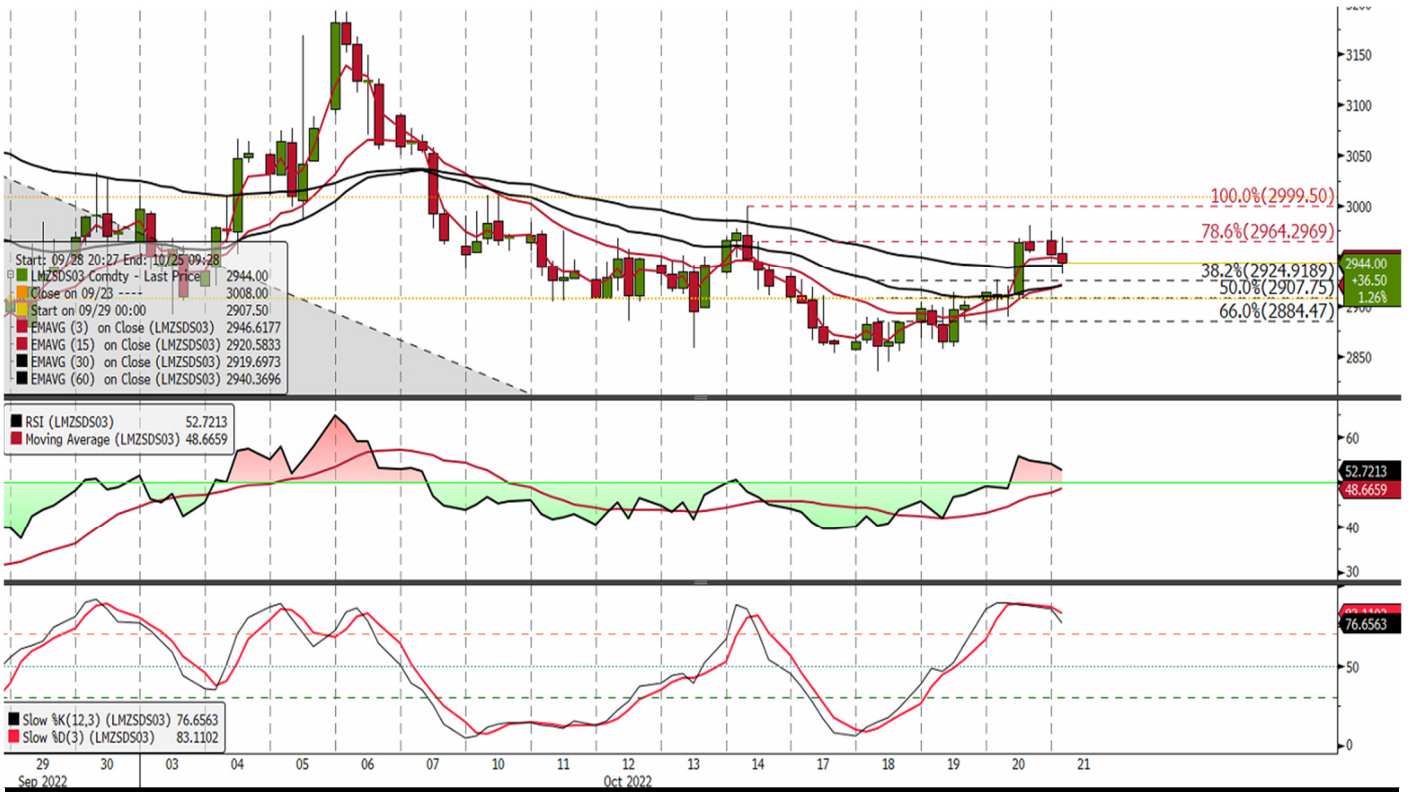 3200
3150
3100
3050
3000
2900
2850
100.0%(2999.50)
78.6%(2964.2969)
38.2%(2924.9189)
50.0%(2907.75)
66.0%(2884.47)
2944.00
+36.50
1.26%
Start: 09/28 20:27 End: 10/25 09:28
LMZSDS03 Comdty - Last Price 2944.00
Close on 09/23 ---- 3008.00
Start on 09/29 00:00 2907.50
EMAVG (3) on Close (LMZSDS03) 2946.6177
EMAVG (15) on Close (LMZSDS03) 2920.5833
EMAVG (30) on Close (LMZSDS03) 2919.6973
EMAVG (60) on Close (LMZSDS03) 2940.3696
RSI (LMZSDS03) 52.7213
Moving Average (LMZSDS03) 48.6659
60
52.7213
48.6659
40
30
83.1102
76.6563
50
0
Slow %K(12,3) (LMZSDS03) 76.6563
Slow %D(3) (LMZSDS03) 83.1102
29 30 03 04 05 06 07 10 11 12 13 14 17 18 19 20 21
Sep 2022 Oct 2022